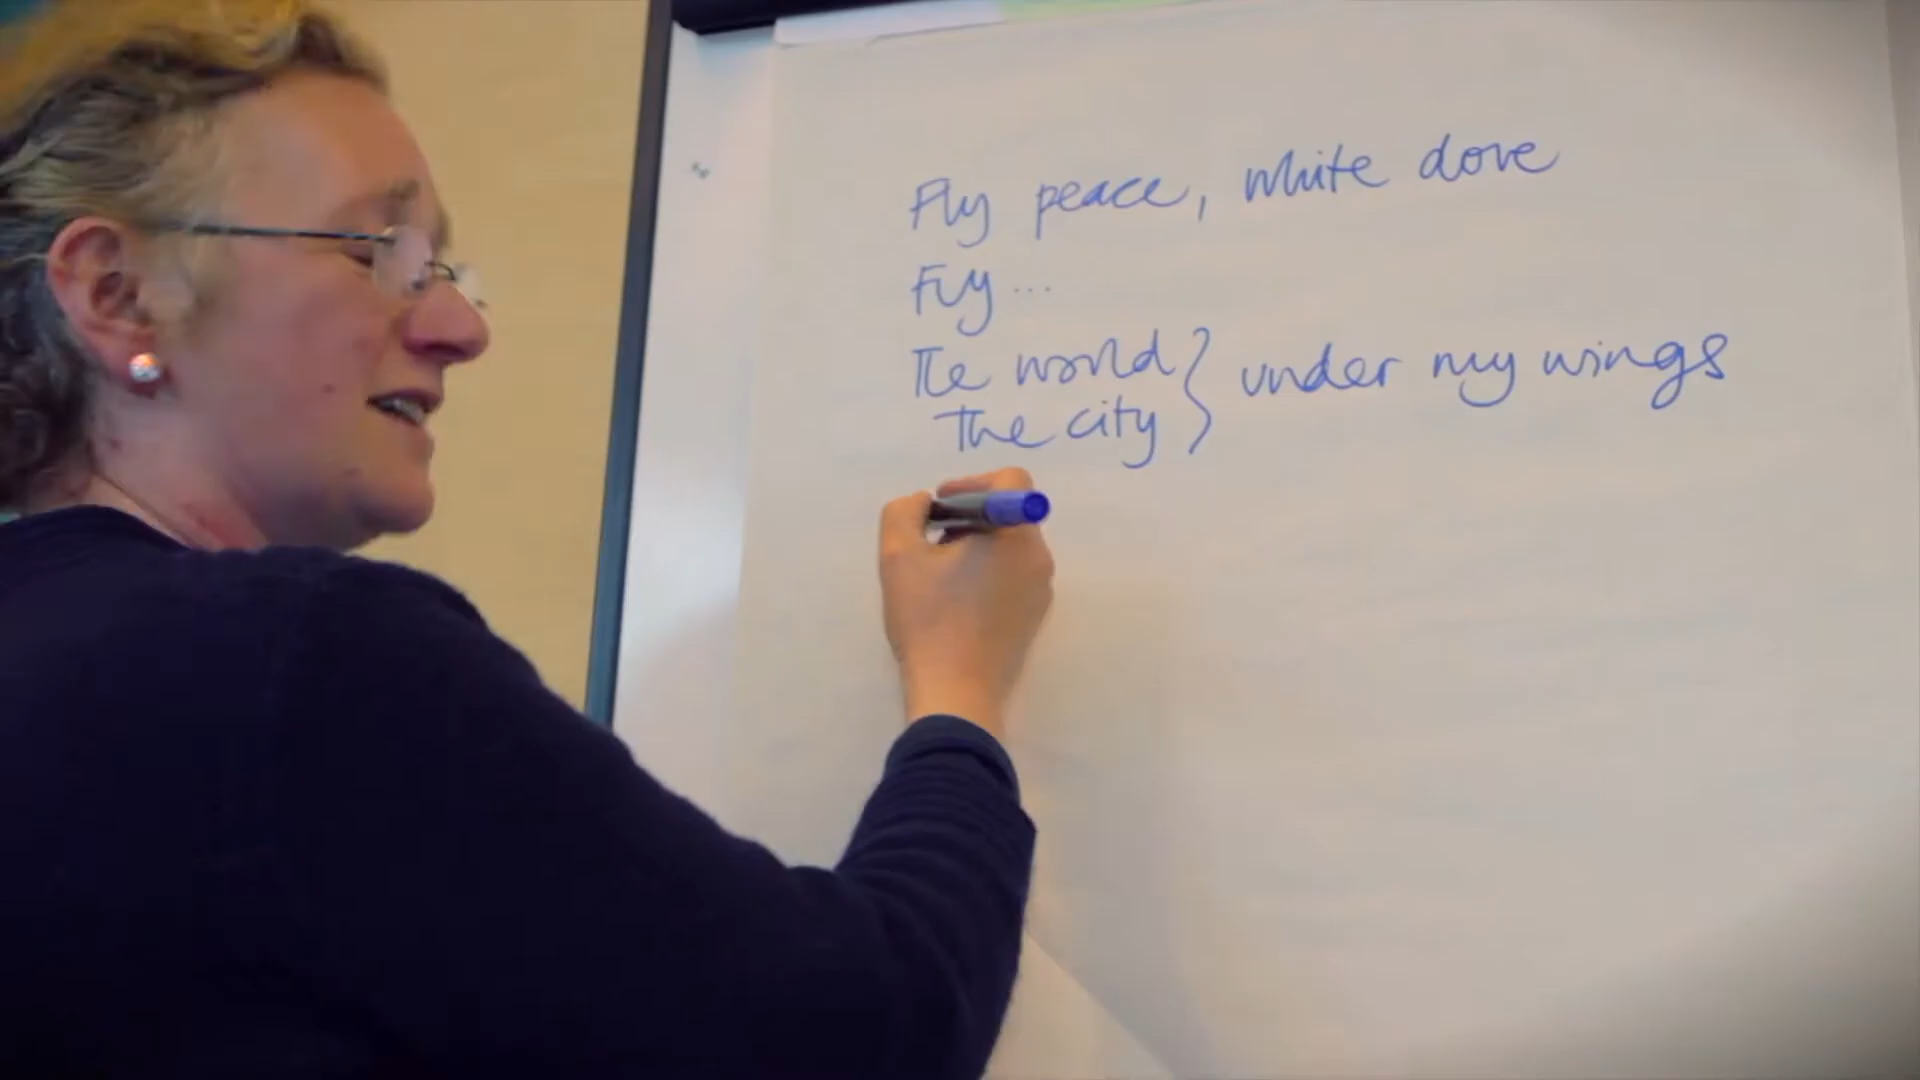 Fly peace, white dove
Fly ...
The world } under my wings
The city